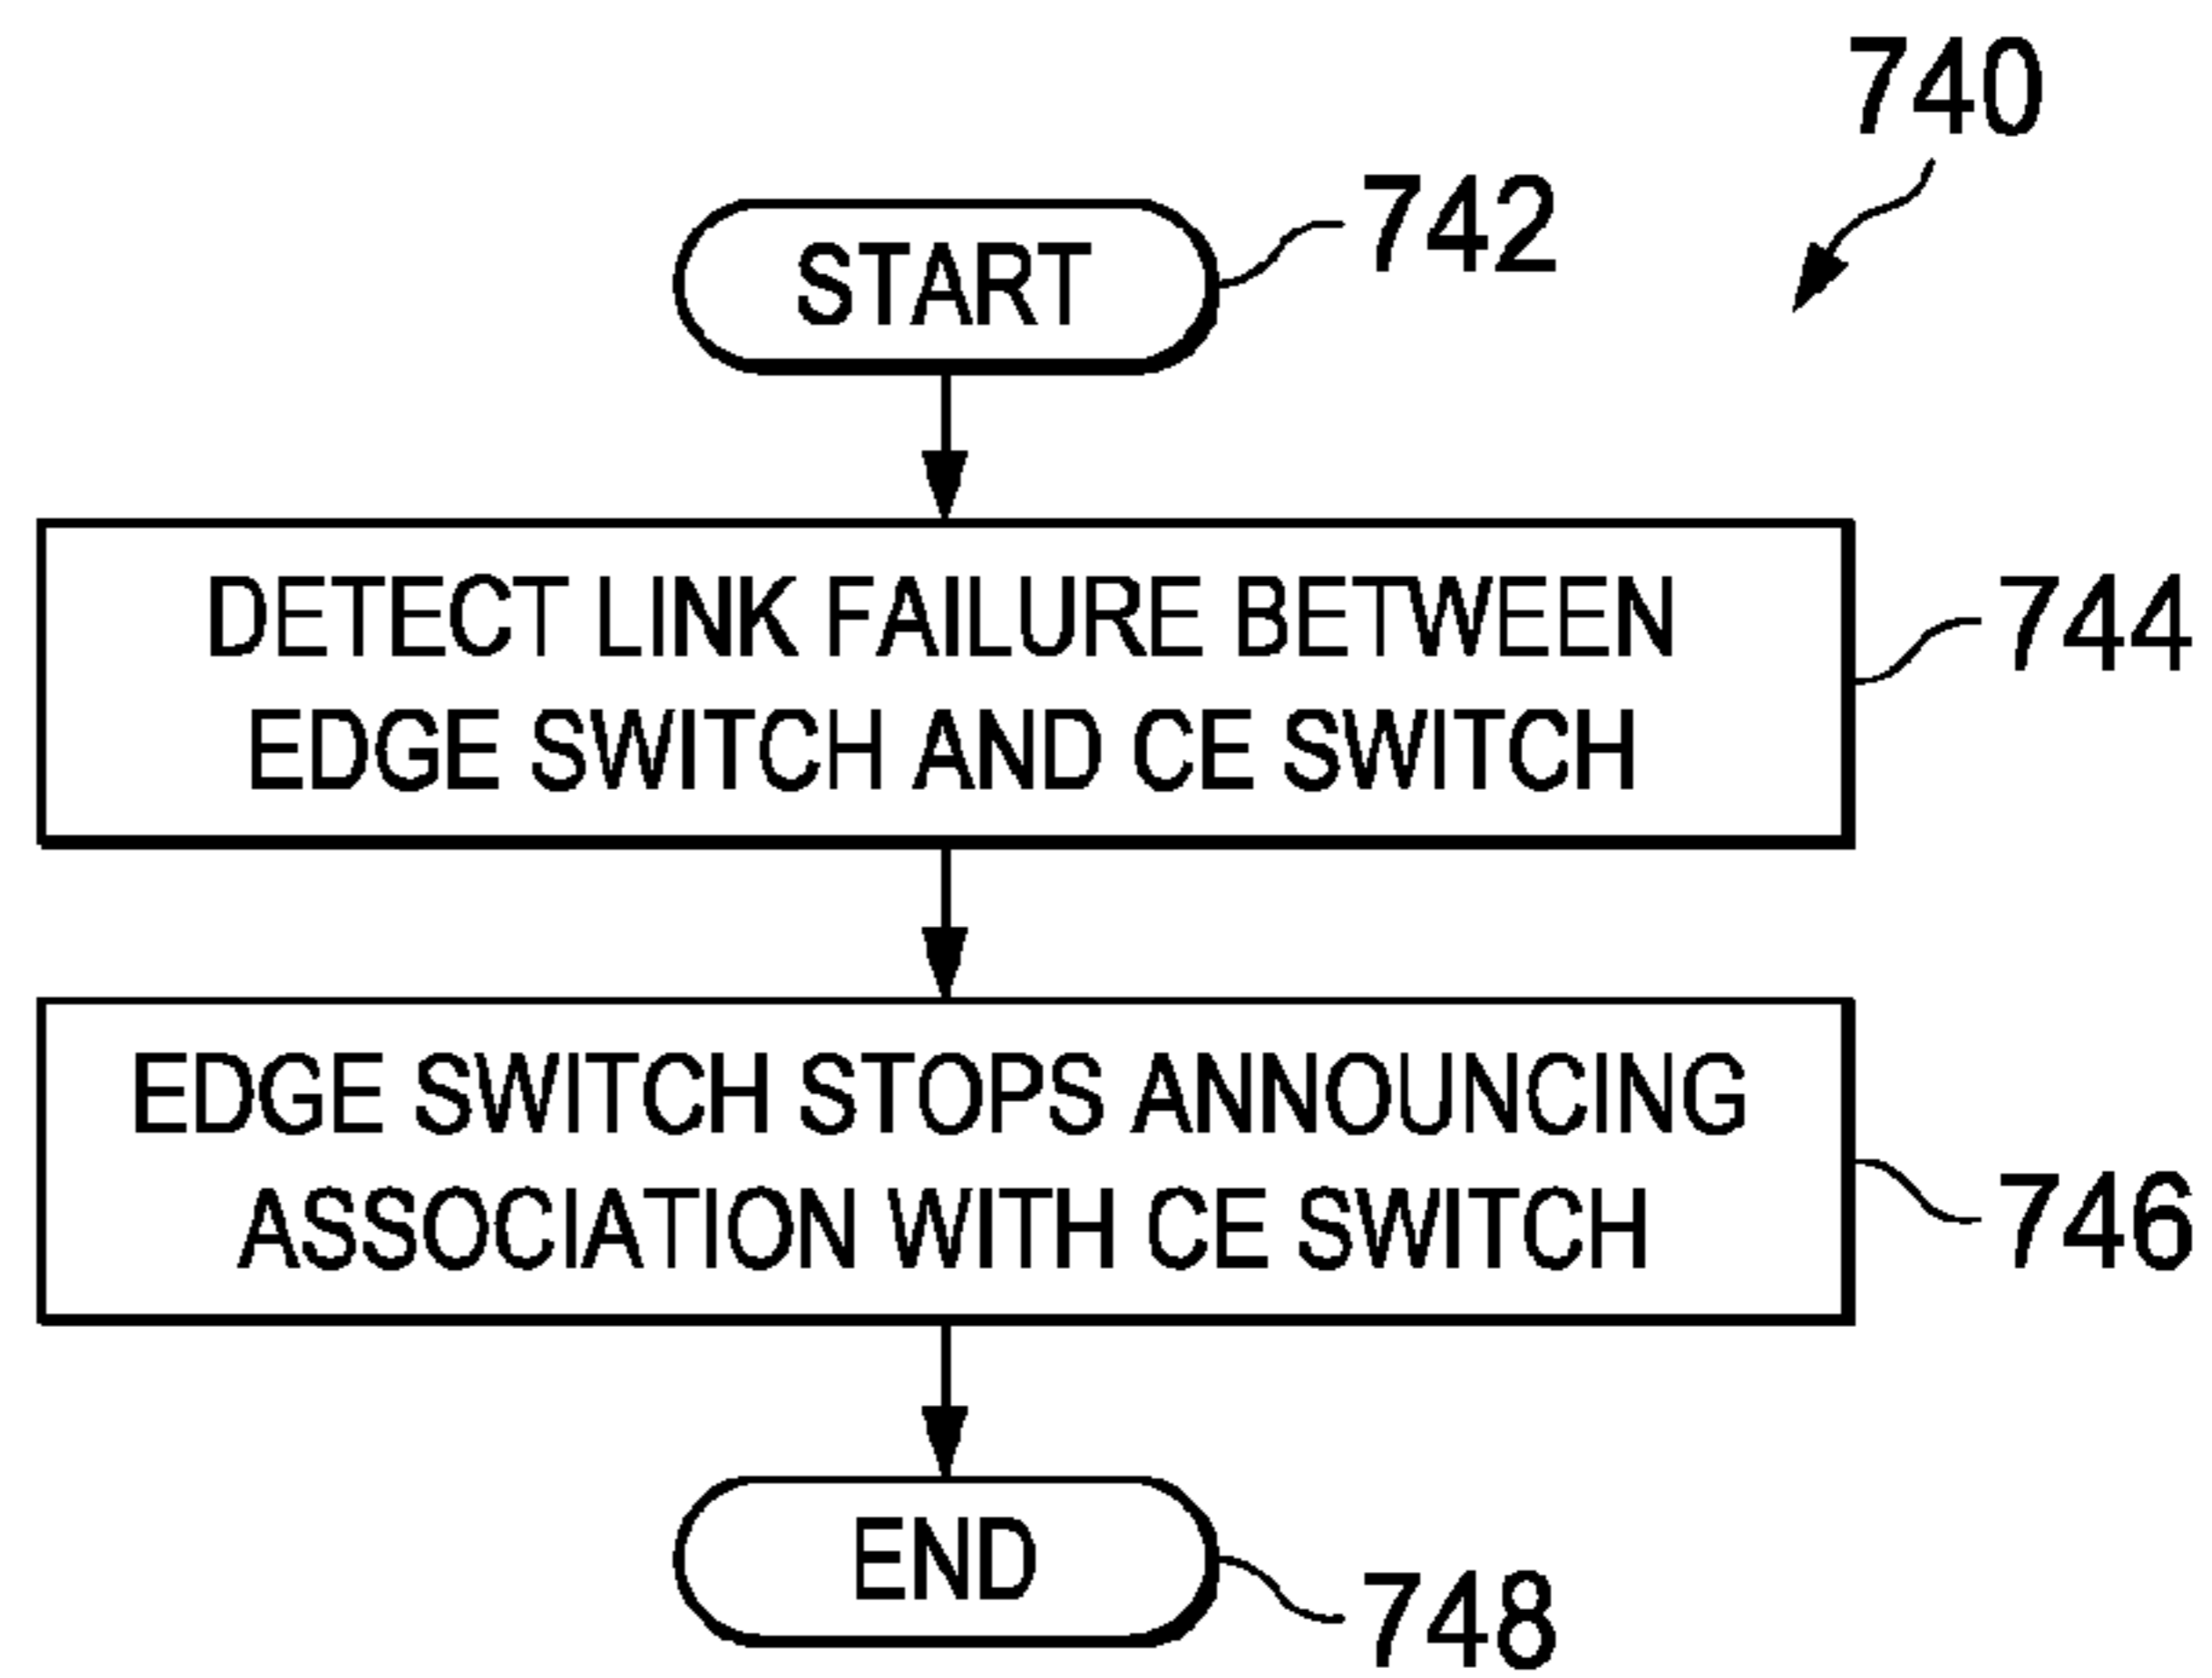 740
START
742
DETECT LINK FAILURE BETWEEN
EDGE SWITCH AND CE SWITCH
744
EDGE SWITCH STOPS ANNOUNCING
ASSOCIATION WITH CE SWITCH
746
END
748